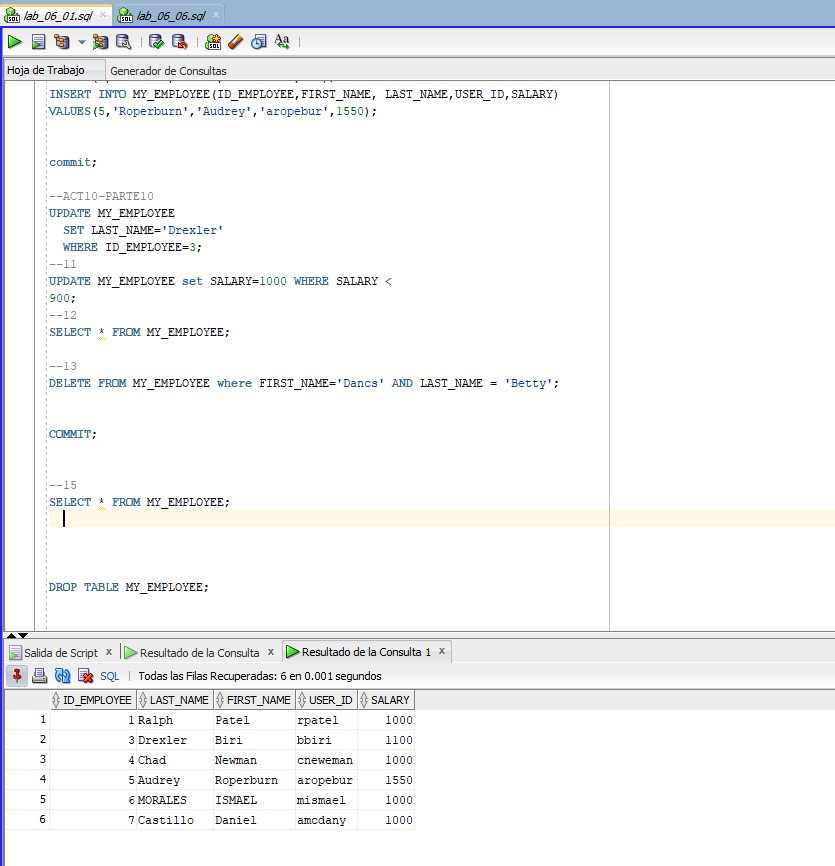 lab_06_01.sql × lab_06_06.sql ×
Hoja de Trabajo Generador de Consultas
INSERT INTO MY_EMPLOYEE(ID_EMPLOYEE,FIRST_NAME, LAST_NAME,USER_ID,SALARY)
VALUES(5,'Roperburn','Audrey','aropebur',1550);
commit;
--ACT10-PARTE10
UPDATE MY_EMPLOYEE
SET LAST_NAME='Drexler'
WHERE ID_EMPLOYEE=3;
--11
UPDATE MY_EMPLOYEE set SALARY=1000 WHERE SALARY <
900;
--12
SELECT * FROM MY_EMPLOYEE;
--13
DELETE FROM MY_EMPLOYEE where FIRST_NAME='Dancs' AND LAST_NAME = 'Betty';
COMMIT;
--15
SELECT * FROM MY_EMPLOYEE;
DROP TABLE MY_EMPLOYEE;
Salida de Script x Resultado de la Consulta x Resultado de la Consulta 1 x
SQL | Todas las Filas Recuperadas: 6 en 0.001 segundos
ID_EMPLOYEE LAST_NAME FIRST_NAME USER_ID SALARY
1 1 Ralph Patel rpatel 1000
2 3 Drexler Biri bbiri 1100
3 4 Chad Newman cneweman 1000
4 5 Audrey Roperburn aropebur 1550
5 6 MORALES ISMAEL mismael 1000
6 7 Castillo Daniel amcdany 1000